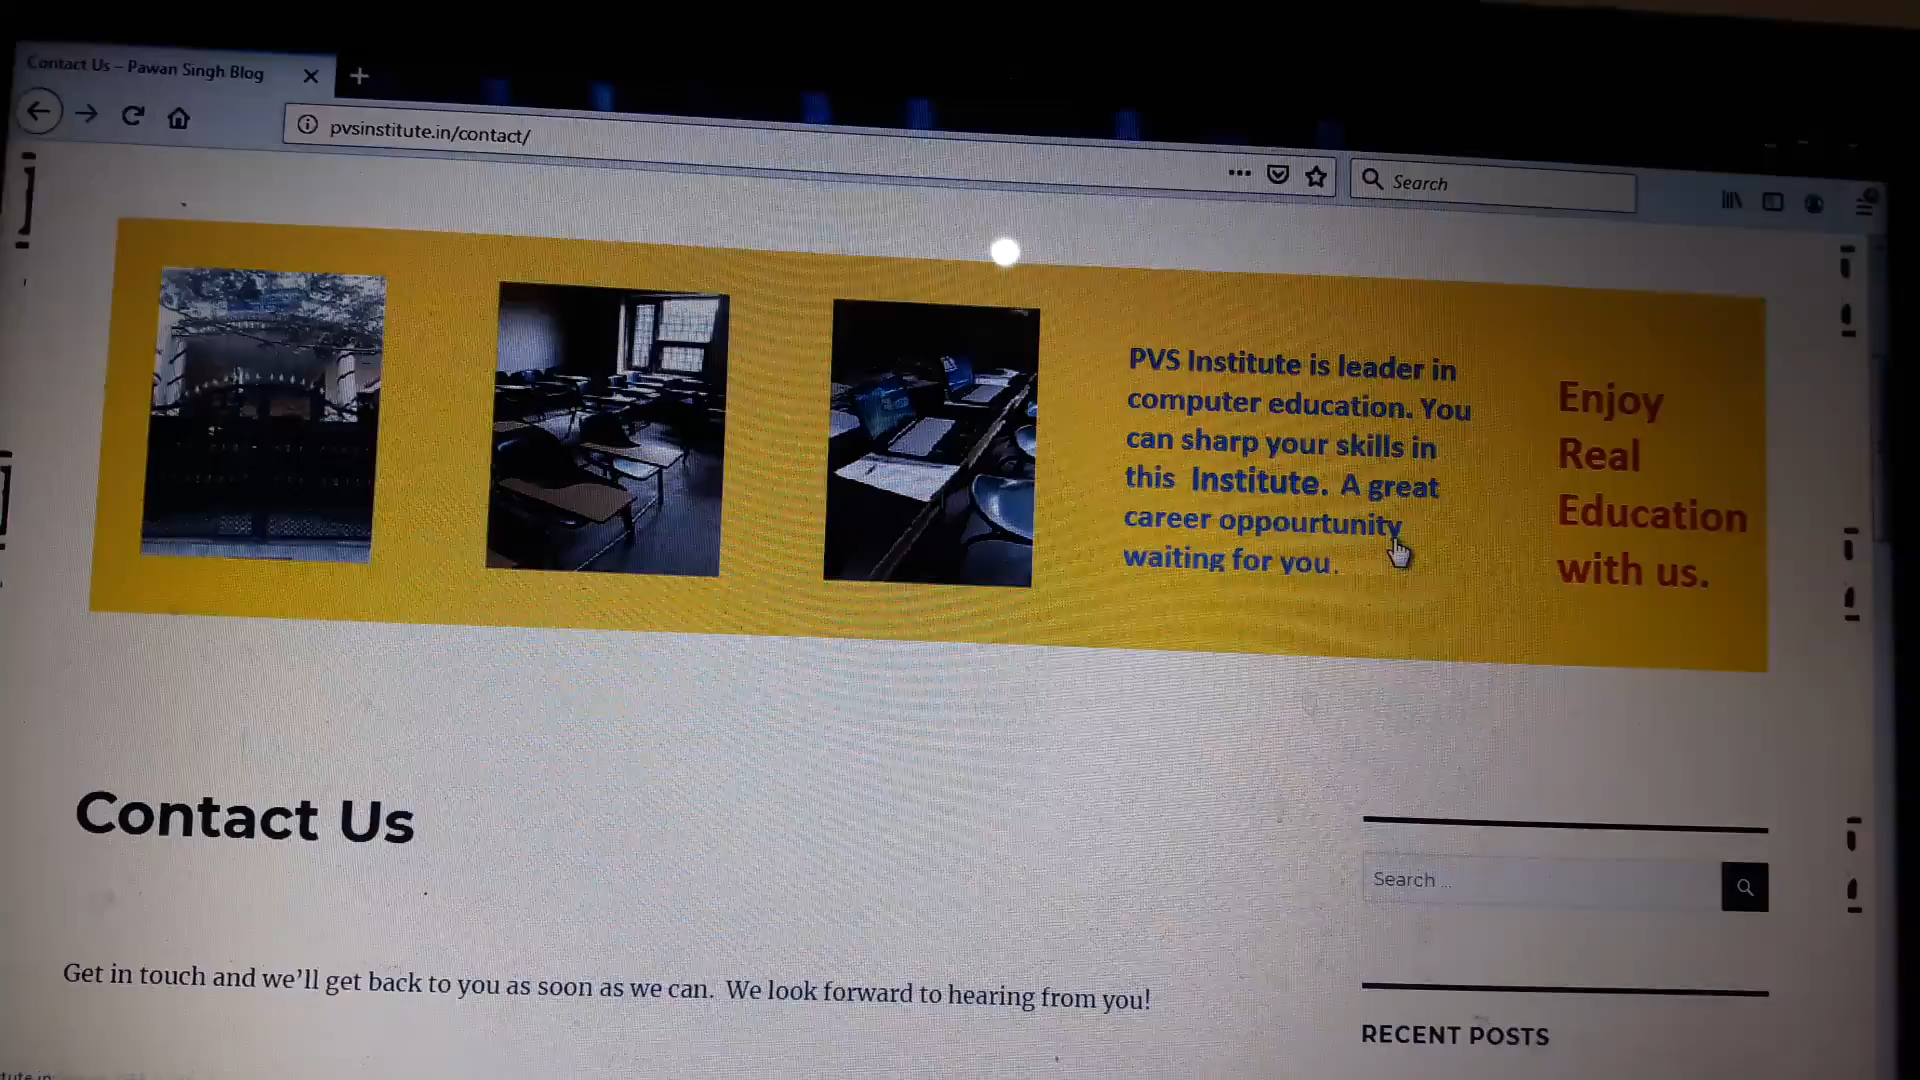 Contact Us – Pawan Singh Blog
pvsinstitute.in/contact/
Search
PVS Institute is leader in
computer education. You
can sharp your skills in
this Institute. A great
career oppourtunity
waiting for you.
Enjoy
Real
Education
with us.
Contact Us
Search ...
Get in touch and we’ll get back to you as soon as we can. We look forward to hearing from you!
RECENT POSTS